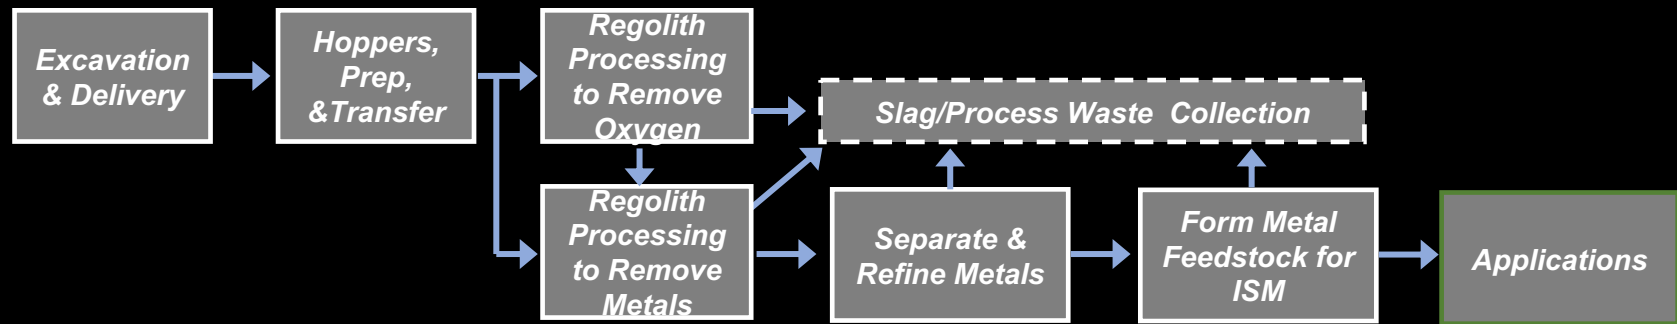 Excavation
& Delivery
Hoppers,
Prep,
&Transfer
Regolith
Processing
to Remove
Oxygen
Slag/Process Waste  Collection
Regolith
Processing
to Remove
Metals
Separate &
Refine Metals
Form Metal
Feedstock for
ISM
Applications